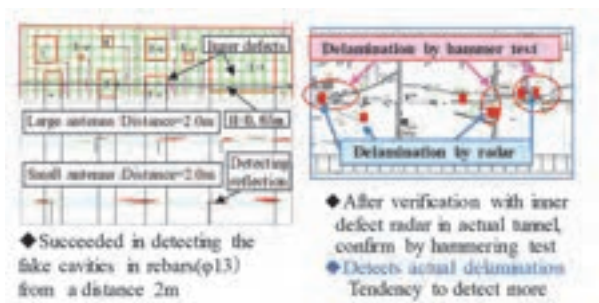 Inner defects
Large antenna Distance=2.0m
Small antenna Distance=2.0m
Detecting
reflection
◆Succeeded in detecting the
fake cavities in rebars(φ13)
from a distance 2m
Delamination by hammer test
Delamination by radar
◆After verification with inner
defect radar in actual tunnel,
confirm by hammering test
◆Detects actual delamination
Tendency to detect more